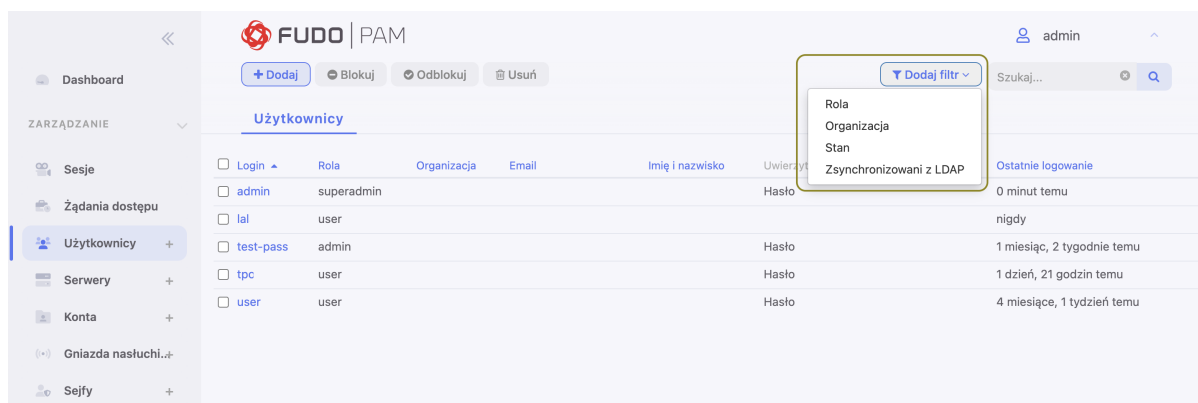 FUDO | PAM
admin
Dashboard
+ Dodaj
Blokuj
Odblokuj
Usuń
Dodaj filtr
Szukaj...
Rola
Organizacja
Stan
Zsynchronizowani z LDAP
ZARZĄDZANIE
Użytkownicy
Login Rola Organizacja Email Imię i nazwisko Ostatnie logowanie
Sesje
admin superadmin Hasło 0 minut temu
Żądania dostępu
lal user nigdy
Użytkownicy +
test-pass admin Hasło 1 miesiąc, 2 tygodnie temu
tpc user Hasło 1 dzień, 21 godzin temu
Serwery +
user user Hasło 4 miesiące, 1 tydzień temu
Konta +
Gniazda nasłuchi..+
Sejfy +